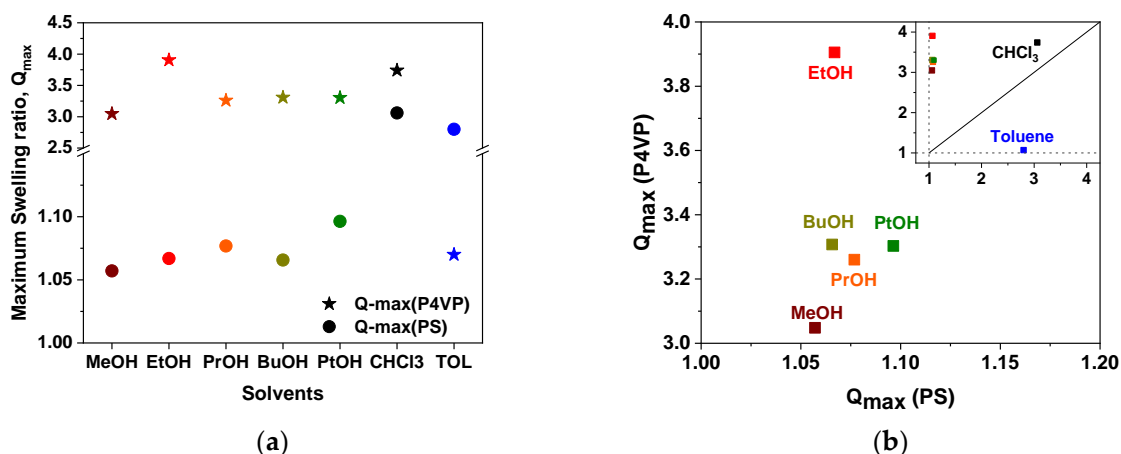 Maximum Swelling ratio, Qmax
4.5
4.0
3.5
3.0
2.5
1.10
1.05
1.00
Q-max(P4VP)
Q-max(PS)
MeOH EtOH PrOH BuOH PtOH CHCl3 TOL
Solvents
(a)
Qmax (P4VP)
4.0
3.8
3.6
3.4
3.2
3.0
EtOH
BuOH
PtOH
PrOH
MeOH
4
3
2
1
CHCl3
Toluene
1 2 3 4
1.00 1.05 1.10 1.15 1.20
Qmax (PS)
(b)